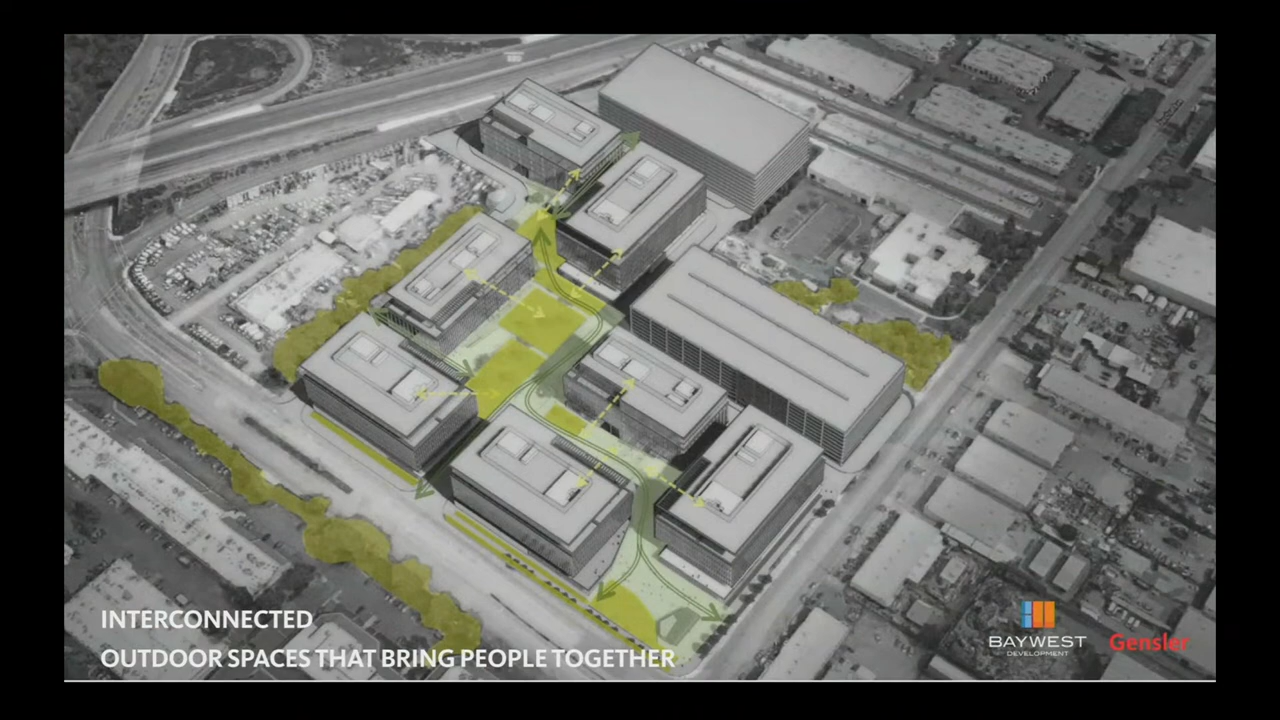 INTERCONNECTED
OUTDOOR SPACES THAT BRING PEOPLE TOGETHER
BAYWEST
DEVELOPMENT
Gensler